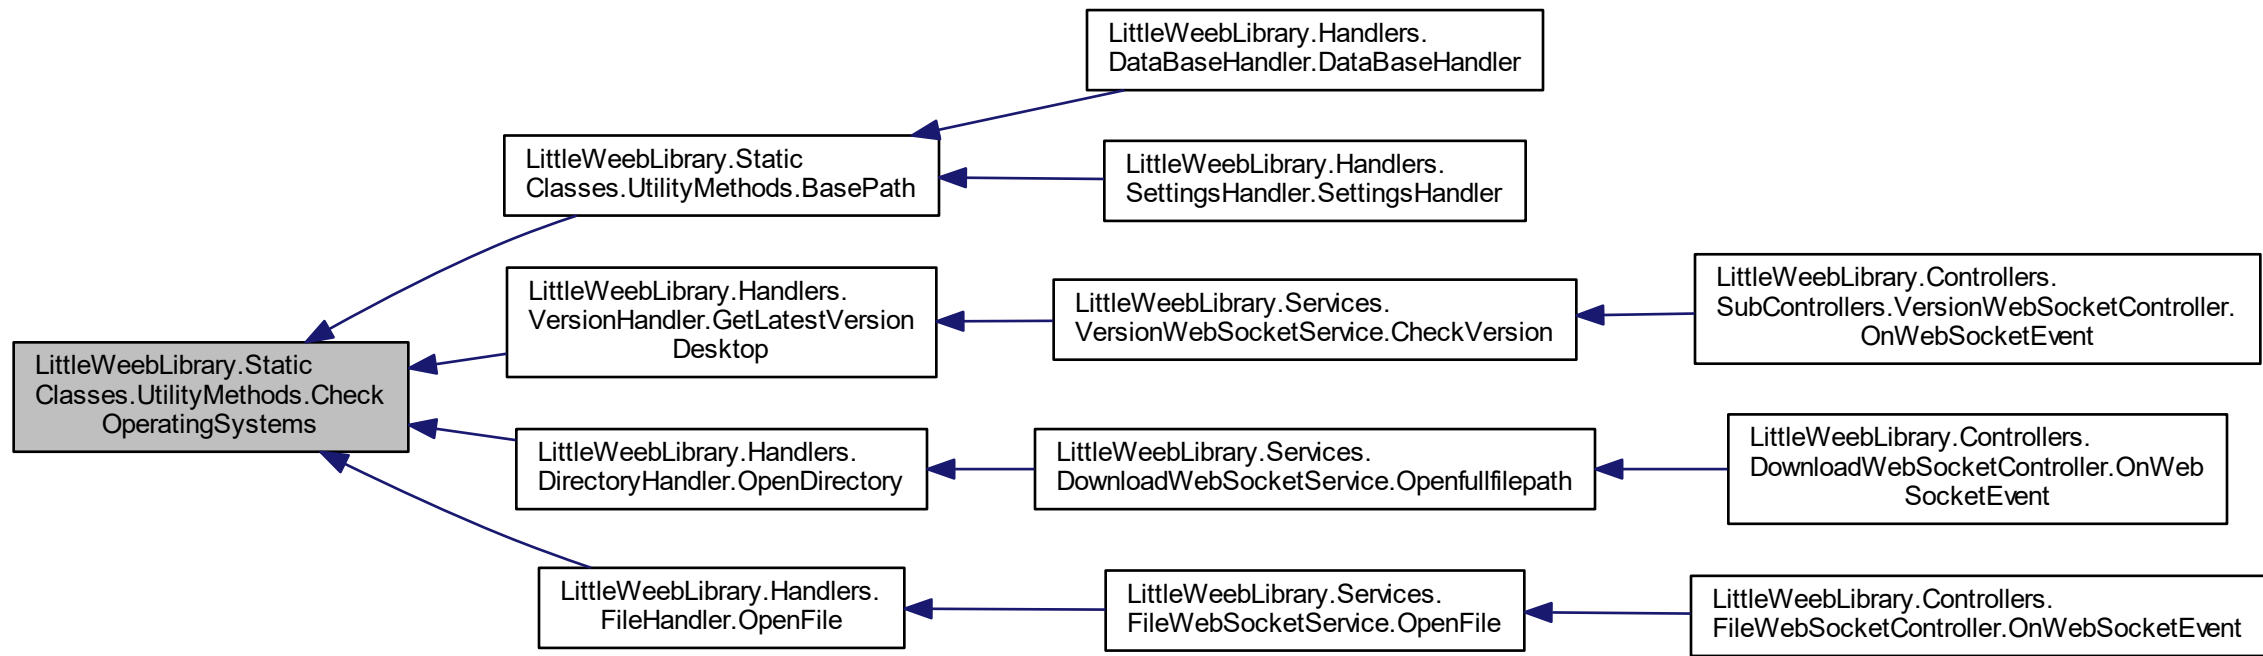 LittleWeebLibrary.Handlers.
DataBaseHandler.DataBaseHandler
LittleWeebLibrary.Static
Classes.UtilityMethods.BasePath
LittleWeebLibrary.Handlers.
SettingsHandler.SettingsHandler
LittleWeebLibrary.Handlers.
VersionHandler.GetLatestVersion
Desktop
LittleWeebLibrary.Services.
VersionWebSocketService.CheckVersion
LittleWeebLibrary.Controllers.
SubControllers.VersionWebSocketController.
OnWebSocketEvent
LittleWeebLibrary.Static
Classes.UtilityMethods.Check
OperatingSystems
LittleWeebLibrary.Handlers.
DirectoryHandler.OpenDirectory
LittleWeebLibrary.Services.
DownloadWebSocketService.Openfullfilepath
LittleWeebLibrary.Controllers.
DownloadWebSocketController.OnWeb
SocketEvent
LittleWeebLibrary.Handlers.
FileHandler.OpenFile
LittleWeebLibrary.Services.
FileWebSocketService.OpenFile
LittleWeebLibrary.Controllers.
FileWebSocketController.OnWebSocketEvent